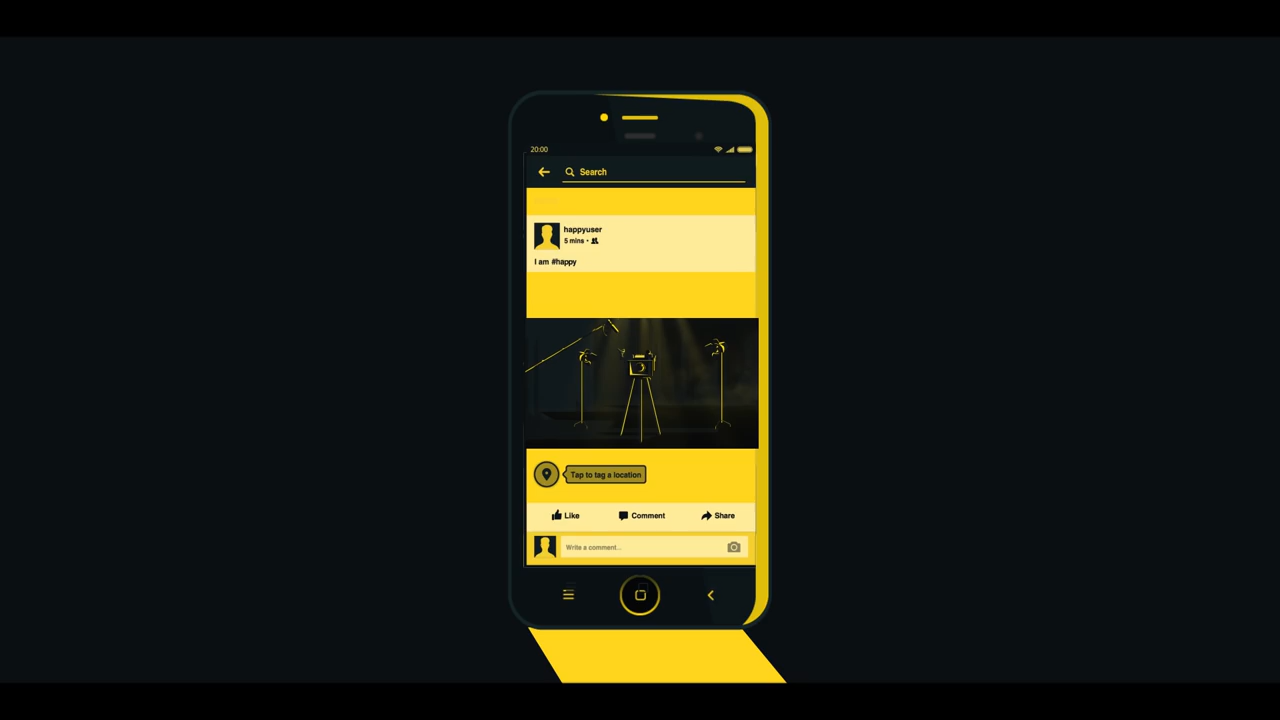 20:00
Search
happyuser
5 mins •
I am #happy
Tap to tag a location
Like Comment Share
Write a comment...